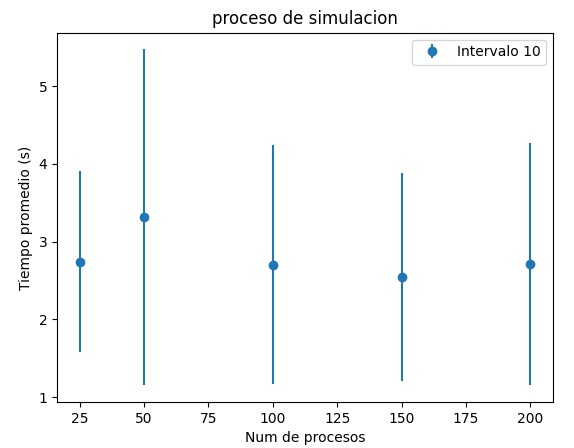 proceso de simulacion
Intervalo 10
Tiempo promedio (s)
5
4
3
2
1
25 50 75 100 125 150 175 200
Num de procesos